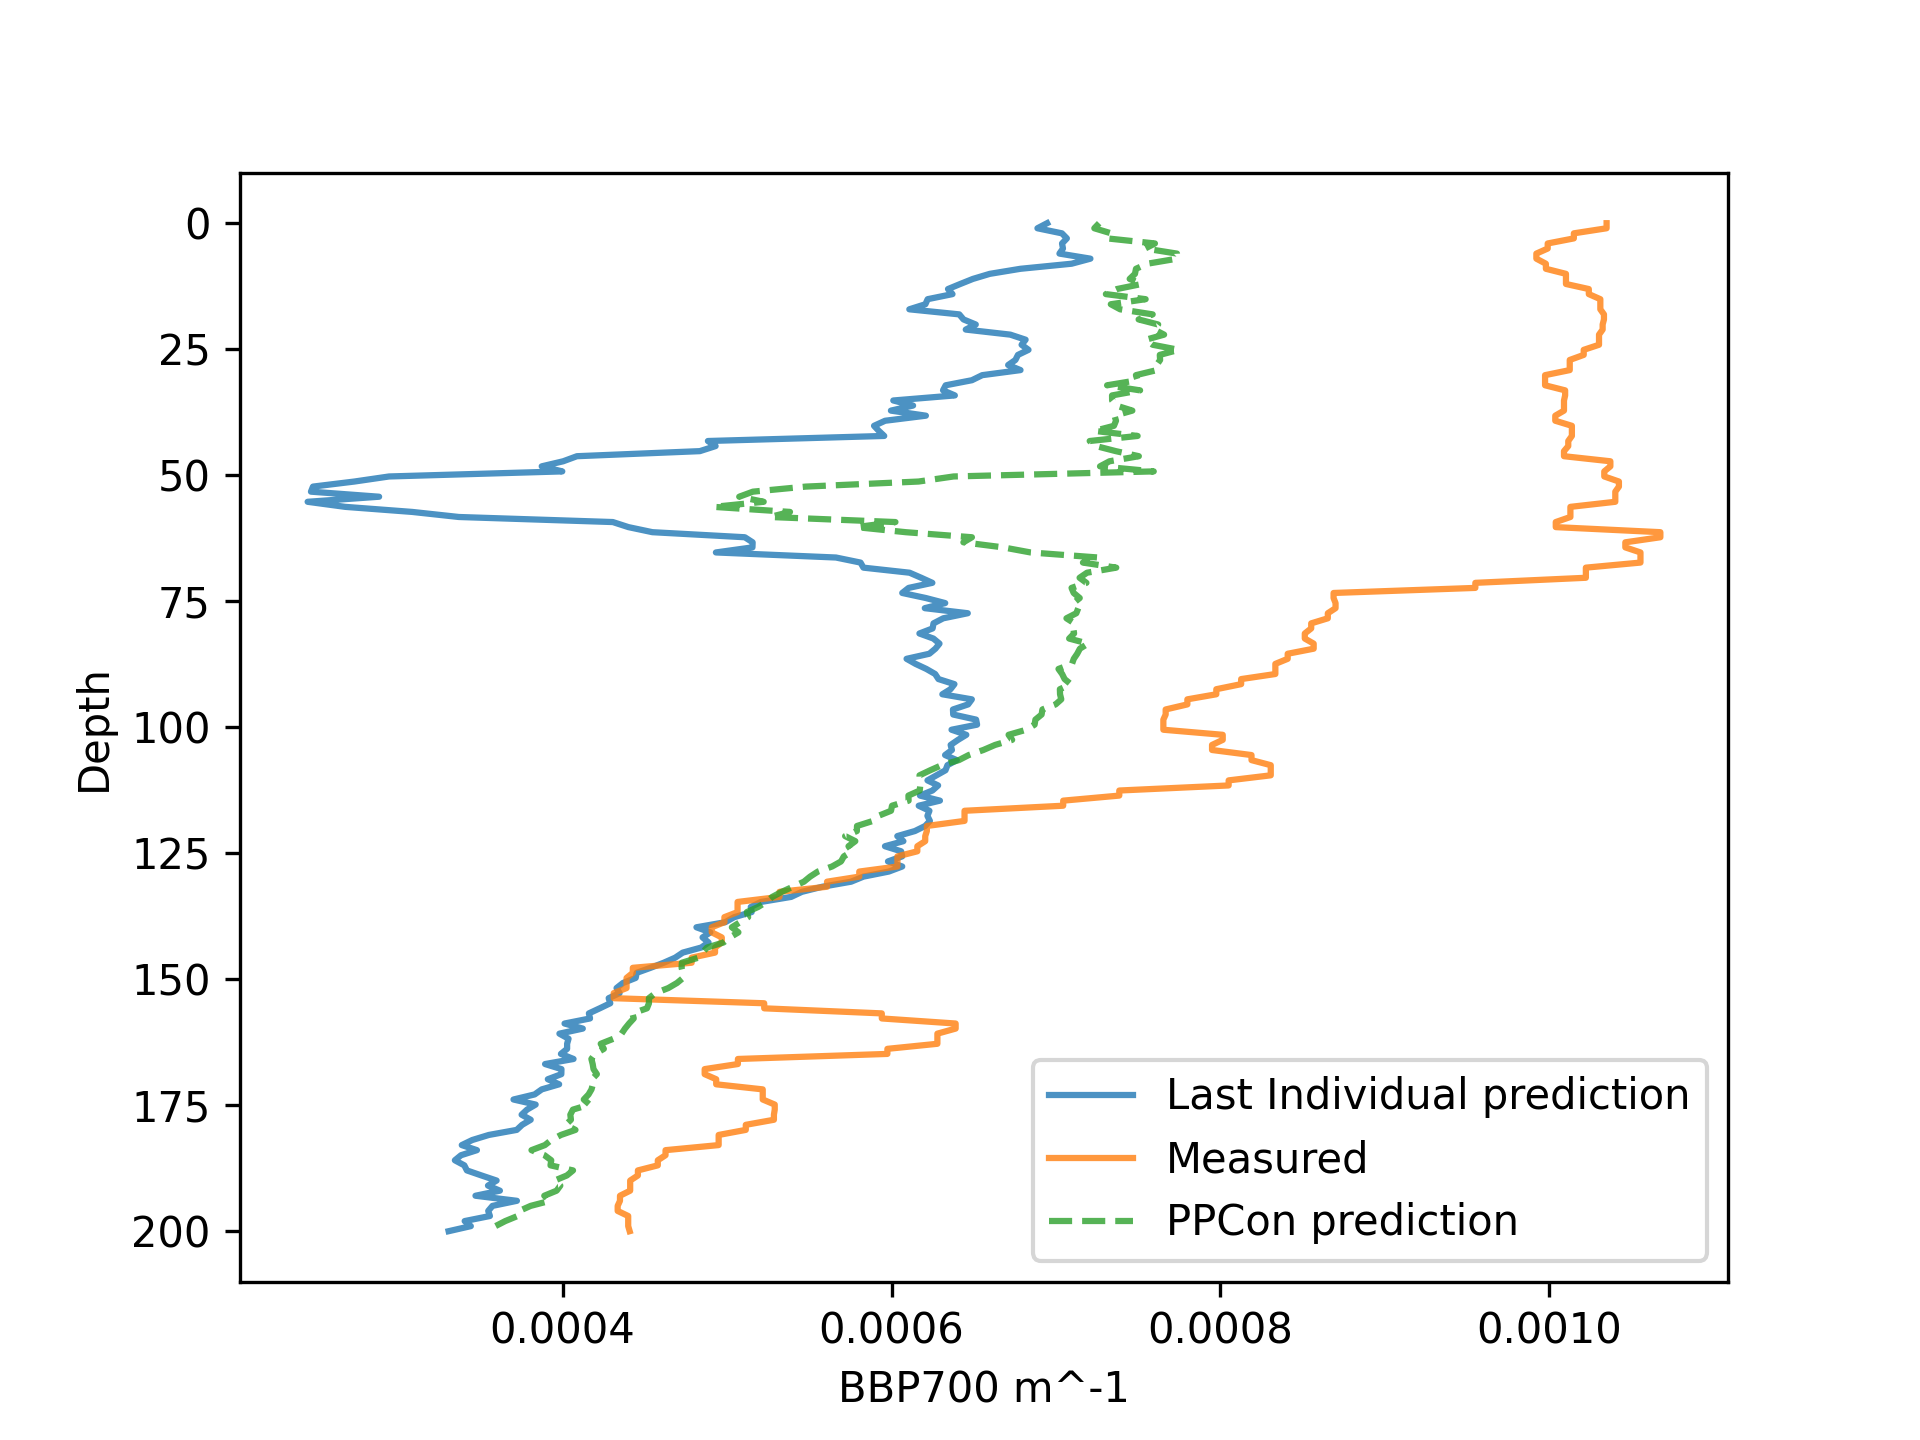 0
25
50
75
100
125
150
175
200
Depth
0.0004
0.0006
0.0008
0.0010
BBP700 m^-1
Last Individual prediction
Measured
PPCon prediction